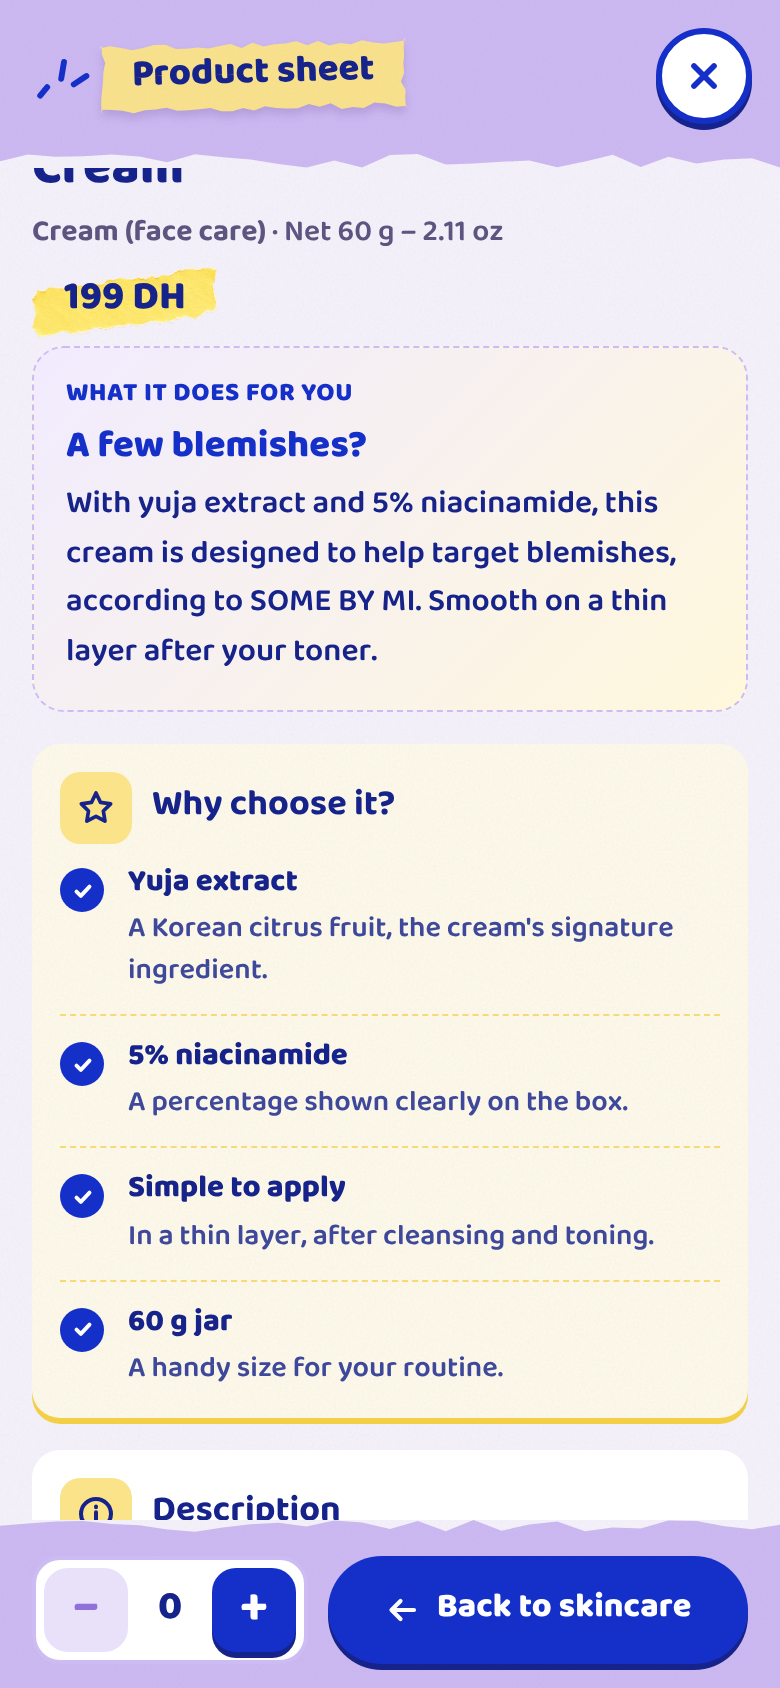 Product sheet
Cream
Cream (face care) · Net 60 g – 2.11 oz
199 DH
WHAT IT DOES FOR YOU
A few blemishes?
With yuja extract and 5% niacinamide, this
cream is designed to help target blemishes,
according to SOME BY MI. Smooth on a thin
layer after your toner.
Why choose it?
Yuja extract
A Korean citrus fruit, the cream's signature
ingredient.
5% niacinamide
A percentage shown clearly on the box.
Simple to apply
In a thin layer, after cleansing and toning.
60 g jar
A handy size for your routine.
Description
0
Back to skincare